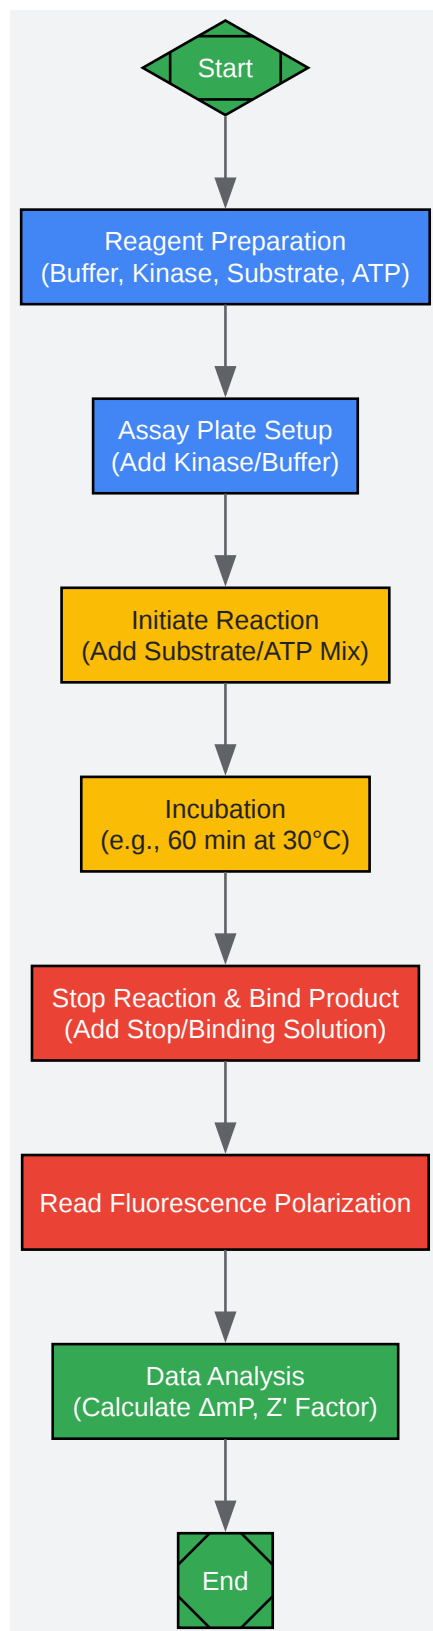 Start
Reagent Preparation
(Buffer, Kinase, Substrate, ATP)
Assay Plate Setup
(Add Kinase/Buffer)
Initiate Reaction
(Add Substrate/ATP Mix)
Incubation
(e.g., 60 min at 30°C)
Stop Reaction & Bind Product
(Add Stop/Binding Solution)
Read Fluorescence Polarization
Data Analysis
(Calculate ΔmP, Z' Factor)
End